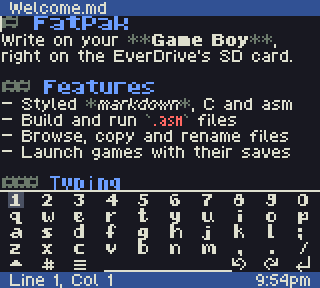 Welcome.md
# FatPak
Write on your **Game Boy**,
right on the EverDrive's SD card.
## Features
- Styled *markdown*, C and asm
- Build and run `.asm` files
- Browse, copy and rename files
- Launch games with their saves
### Typing
1 2 3 4 5 6 7 8 9 0
q w e r t y u i o p
a s d f g h j k l ;
z x c v b n m , . /
#
Line 1, Col 1 9:54pm